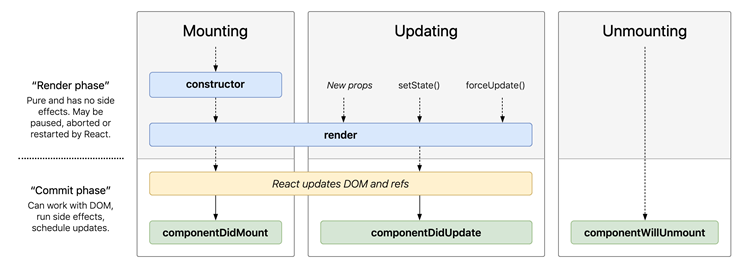 Mounting
Updating
Unmounting
“Render phase”
Pure and has no side
effects. May be
paused, aborted or
restarted by React.
constructor
New props
setState()
forceUpdate()
render
“Commit phase”
Can work with DOM,
run side effects,
schedule updates.
React updates DOM and refs
componentDidMount
componentDidUpdate
componentWillUnmount